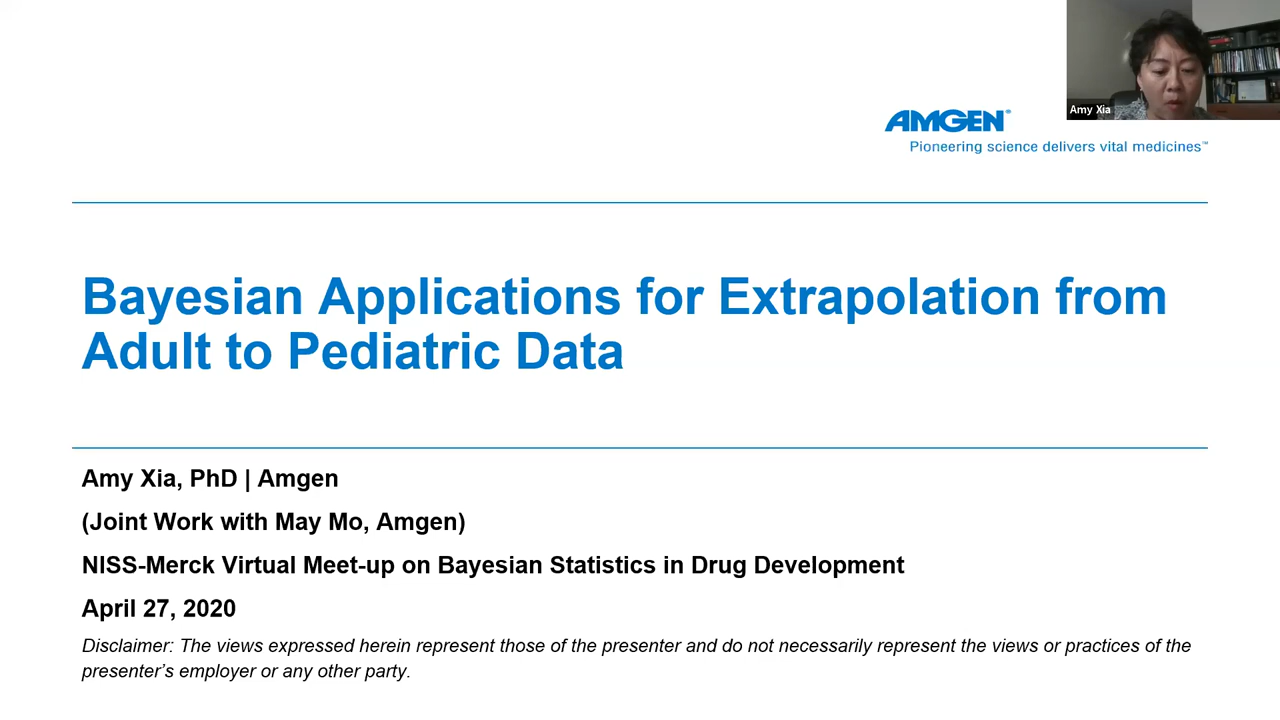 Amy Xia
AMGEN®
Pioneering science delivers vital medicines™
Bayesian Applications for Extrapolation from
Adult to Pediatric Data
Amy Xia, PhD | Amgen
(Joint Work with May Mo, Amgen)
NISS-Merck Virtual Meet-up on Bayesian Statistics in Drug Development
April 27, 2020
Disclaimer: The views expressed herein represent those of the presenter and do not necessarily represent the views or practices of the
presenter's employer or any other party.